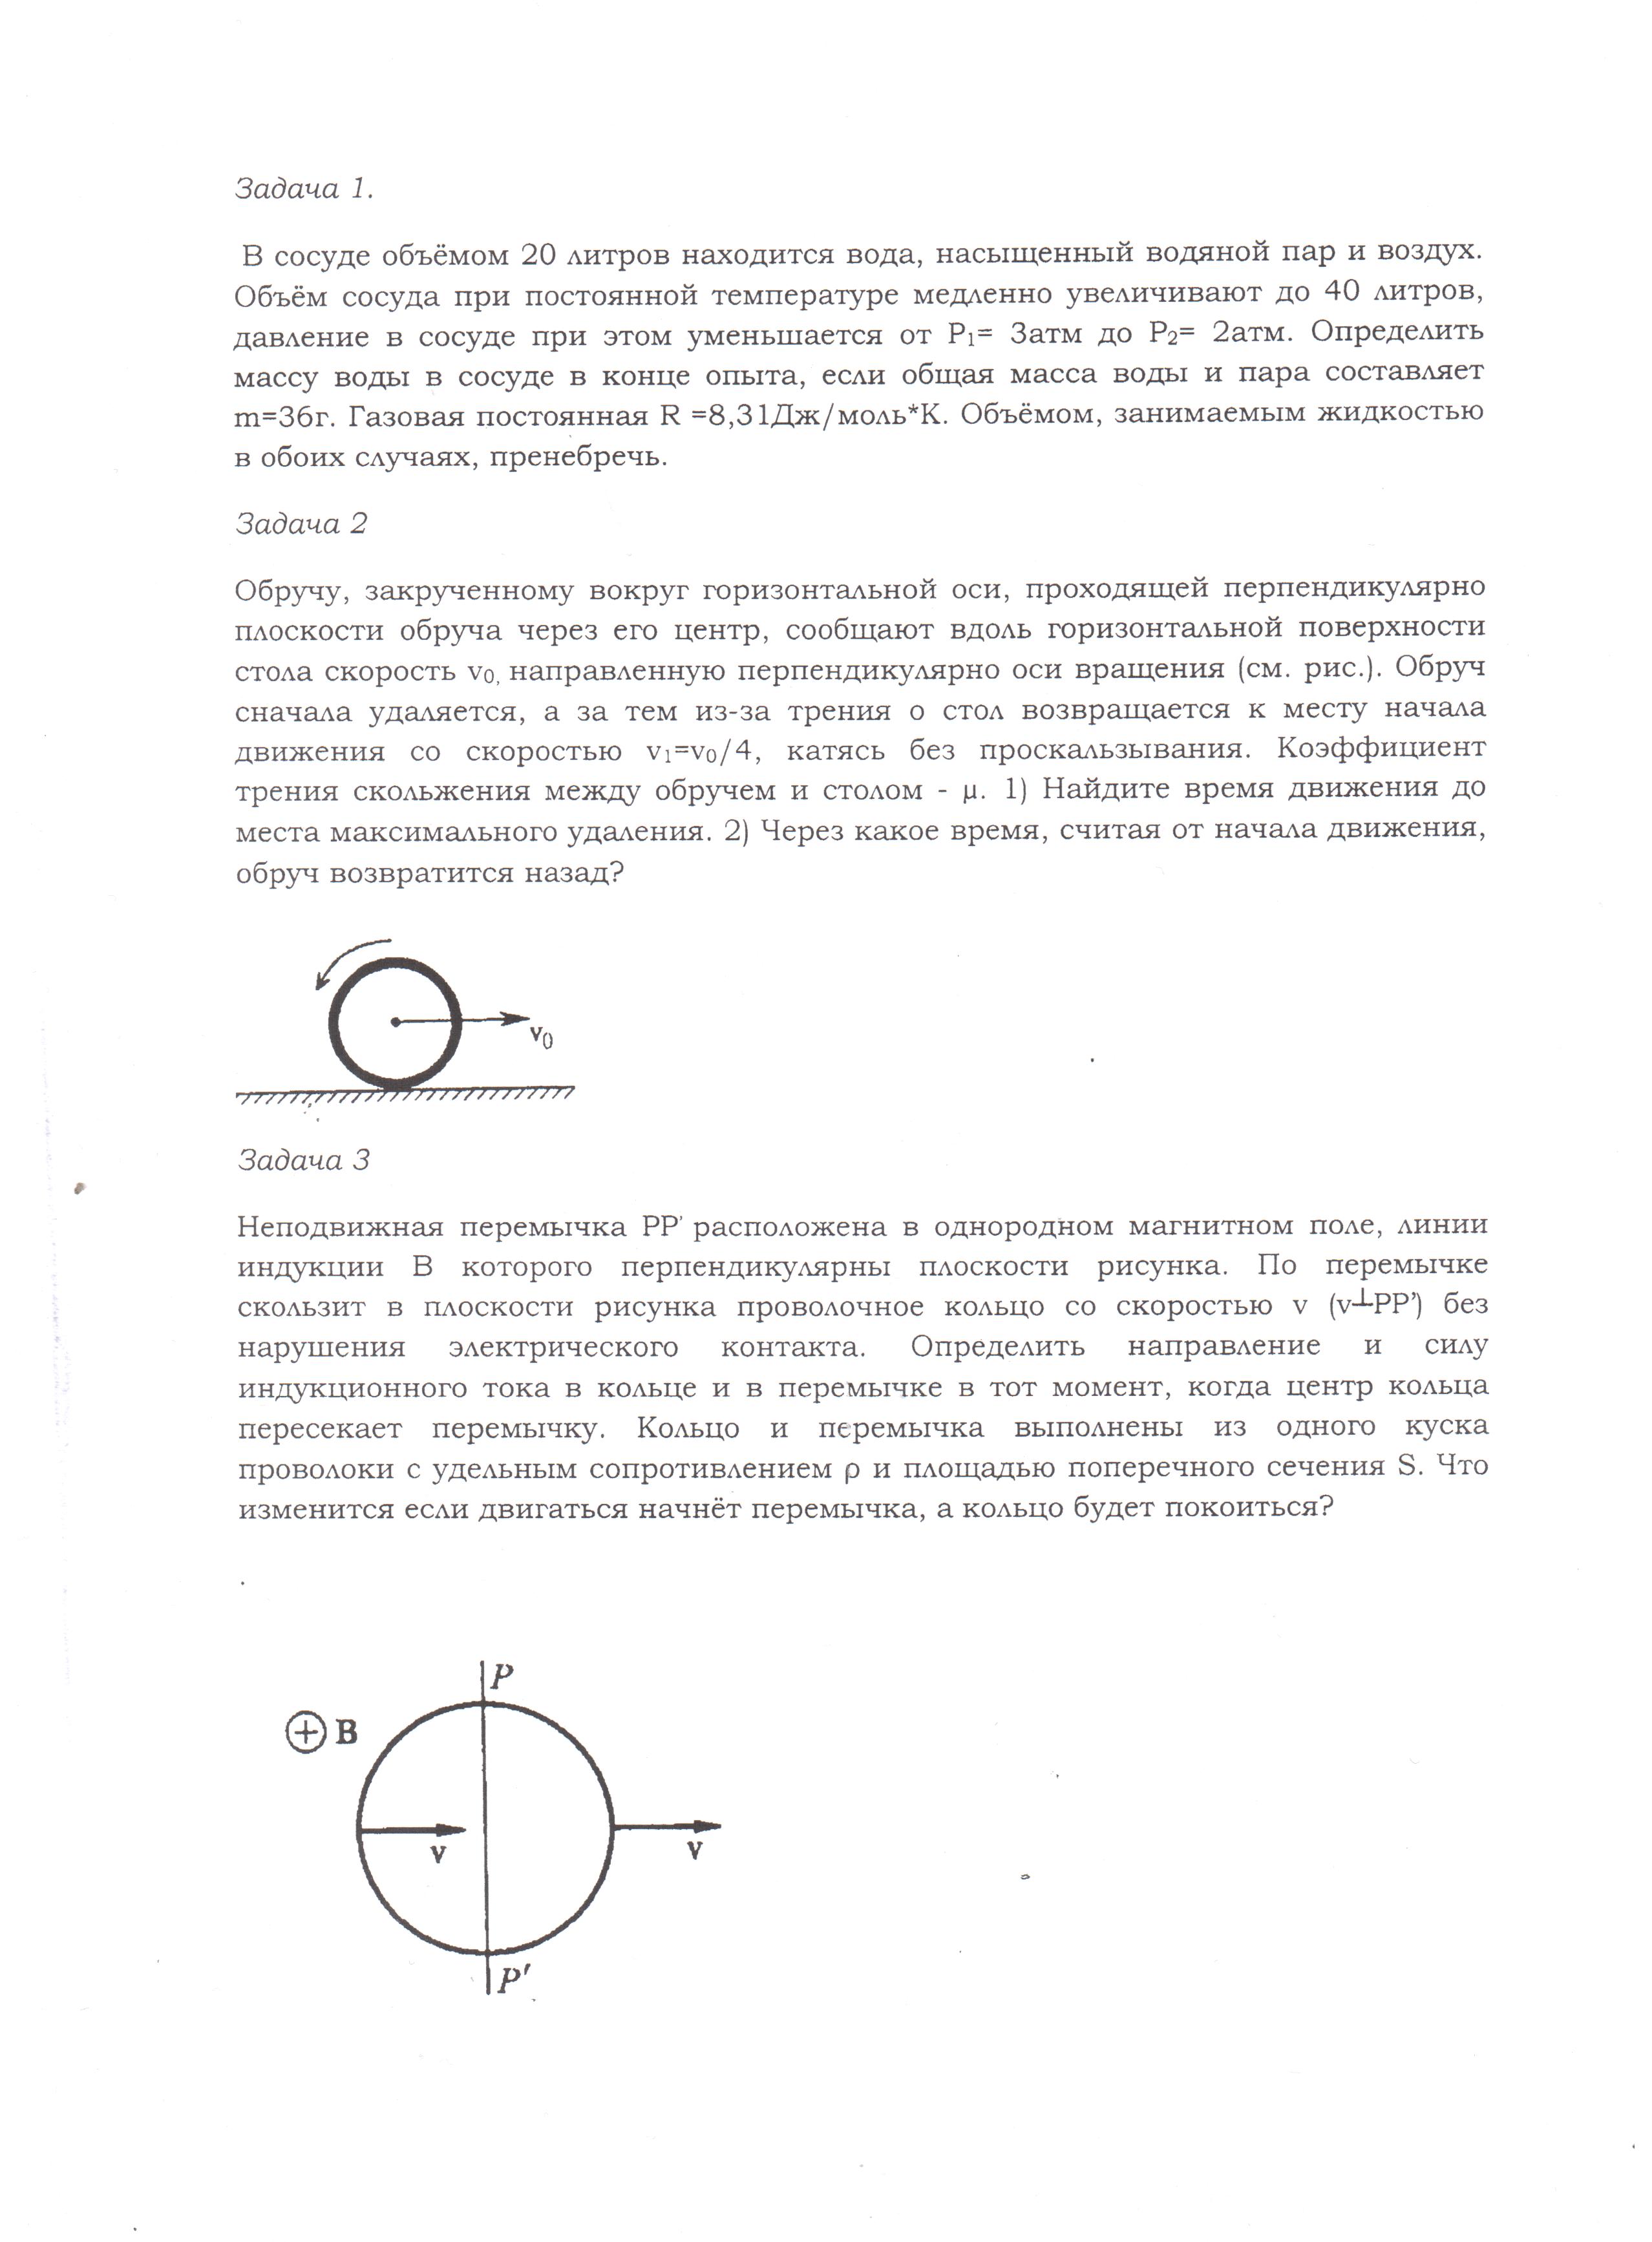 Задача 1.
В сосуде объёмом 20 литров находится вода, насыщенный водяной пар и воздух.
Объём сосуда при постоянной температуре медленно увеличивают до 40 литров,
давление в сосуде при этом уменьшается от P1= 3атм до P2= 2атм. Определить
массу воды в сосуде в конце опыта, если общая масса воды и пара составляет
m=36г. Газовая постоянная R =8,31Дж/моль*К. Объёмом, занимаемым жидкостью
в обоих случаях, пренебречь.
Задача 2
Обручу, закрученному вокруг горизонтальной оси, проходящей перпендикулярно
плоскости обруча через его центр, сообщают вдоль горизонтальной поверхности
стола скорость v0, направленную перпендикулярно оси вращения (см. рис.). Обруч
сначала удаляется, а за тем из-за трения о стол возвращается к месту начала
движения со скоростью v1=v0/4, катясь без проскальзывания. Коэффициент
трения скольжения между обручем и столом - μ. 1) Найдите время движения до
места максимального удаления. 2) Через какое время, считая от начала движения,
обруч возвратится назад?
v0
Задача 3
Неподвижная перемычка PP' расположена в однородном магнитном поле, линии
индукции B которого перпендикулярны плоскости рисунка. По перемычке
скользит в плоскости рисунка проволочное кольцо со скоростью v (v⊥PP') без
нарушения электрического контакта. Определить направление и силу
индукционного тока в кольце и в перемычке в тот момент, когда центр кольца
пересекает перемычку. Кольцо и перемычка выполнены из одного куска
проволоки с удельным сопротивлением ρ и площадью поперечного сечения S. Что
изменится если двигаться начнёт перемычка, а кольцо будет покоиться?
P
B
v
v
P'